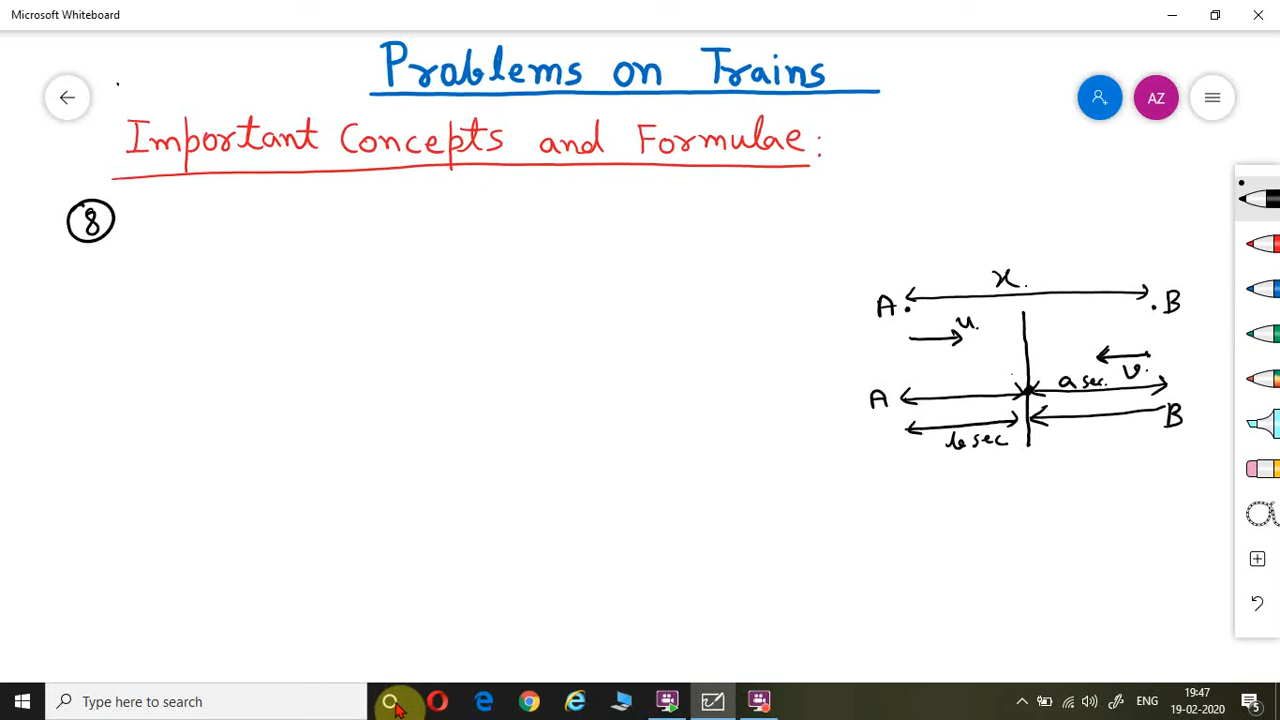 Microsoft Whiteboard
Problems on Trains
AZ
Important Concepts and Formulae:
8
x
A B
u
v
a sec
A
B
b sec
Type here to search
ENG
19:47
19-02-2020
5